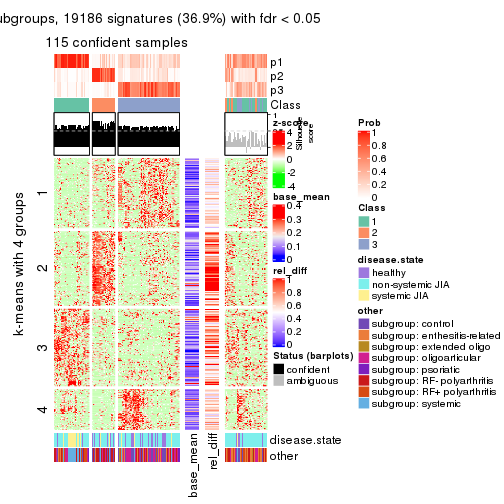 ubgroups, 19186 signatures (36.9%) with fdr < 0.05
115 confident samples
p1
p2
p3
Class
1
Silhouette
score
k-means with 4 groups
1
2
3
4
disease.state
other
base_mean
rel_diff
z-score
4
2
0
-2
-4
base_mean
0.4
0.3
0.2
0.1
0
rel_diff
1
0.8
0.6
0.4
0.2
0
Status (barplots)
confident
ambiguous
Prob
1
0.8
0.6
0.4
0.2
0
Class
1
2
3
disease.state
healthy
non-systemic JIA
systemic JIA
other
subgroup: control
subgroup: enthesitis-related
subgroup: extended oligo
subgroup: oligoarticular
subgroup: psoriatic
subgroup: RF- polyarthritis
subgroup: RF+ polyarthritis
subgroup: systemic